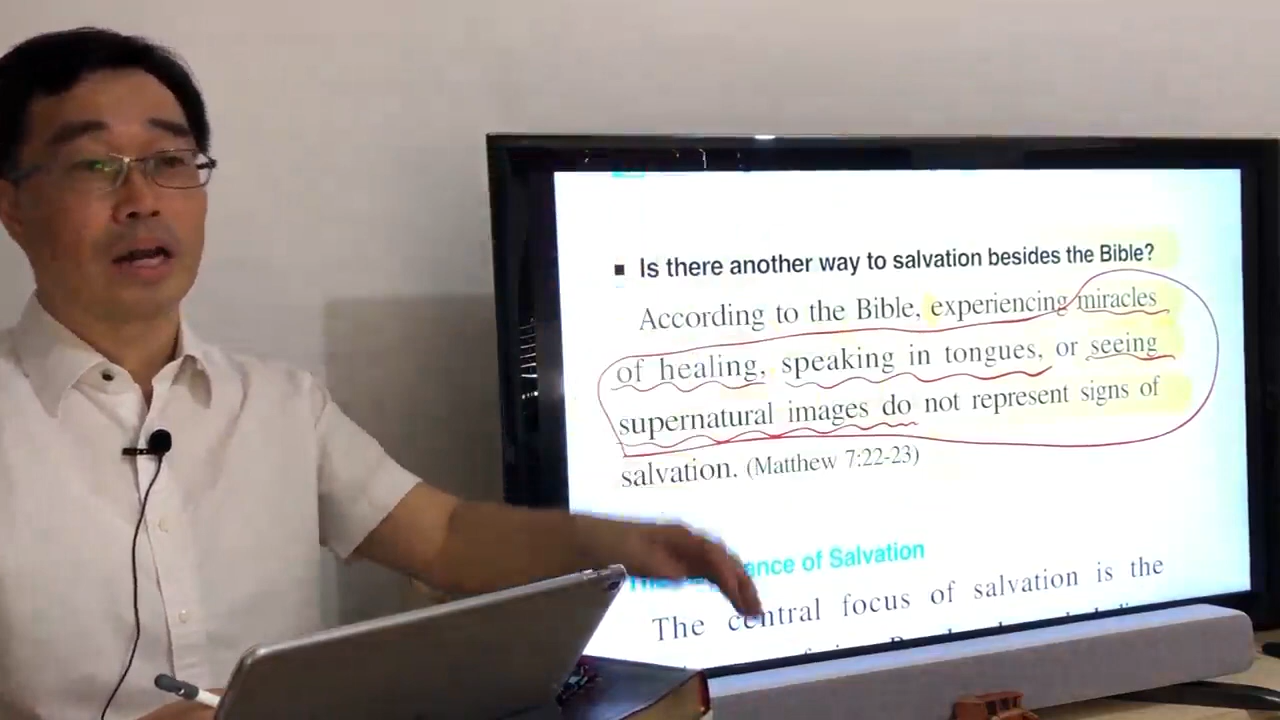 ■ Is there another way to salvation besides the Bible?
According to the Bible, experiencing miracles
of healing, speaking in tongues, or seeing
supernatural images do not represent signs of
salvation. (Matthew 7:22-23)
of Salvation
The central focus of salvation is the